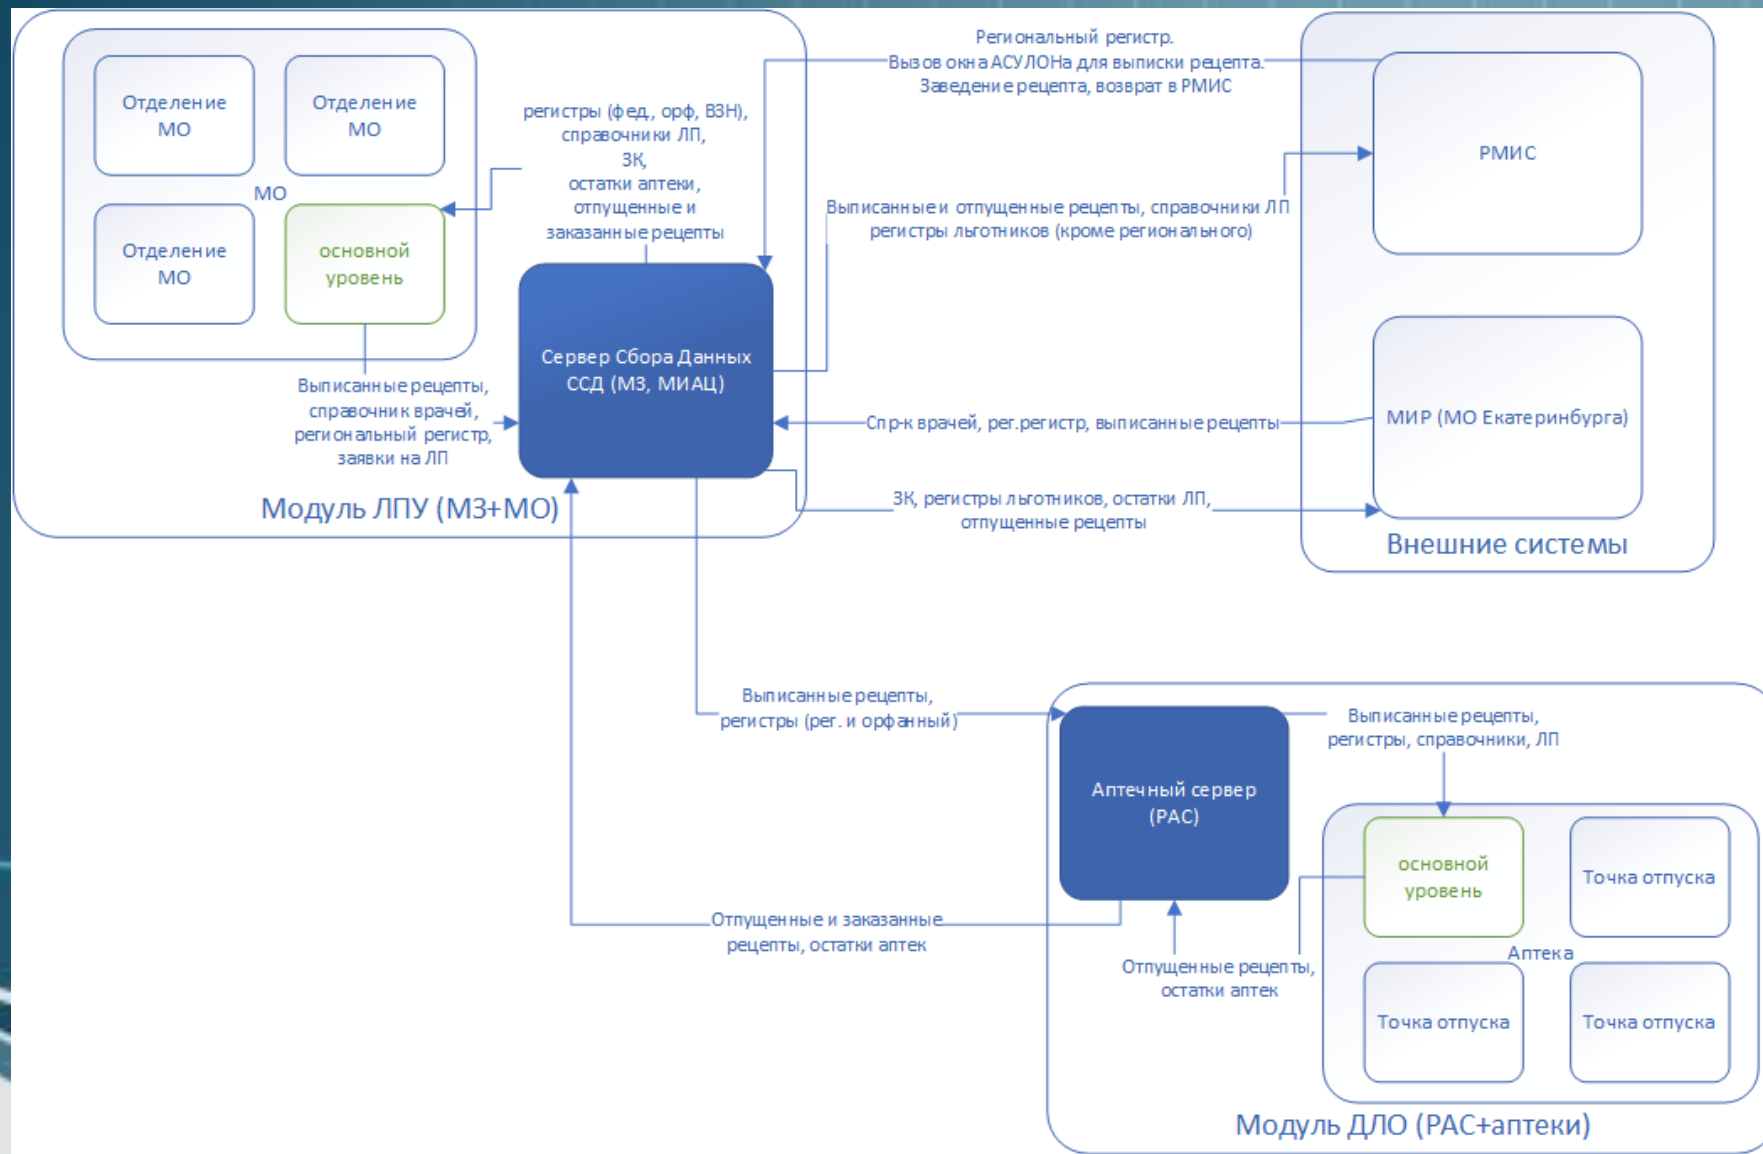 Отделение
МО
Отделение
МО
МО
Отделение
МО
основной
уровень
регистры (фед., орф, ВЗН),
справочники ЛП,
ЗК,
остатки аптеки,
отпущенные и
заказанные рецепты
Выписанные рецепты,
справочник врачей,
региональный регистр,
заявки на ЛП
Сервер Сбора Данных
ССД (МЗ, МИАЦ)
Модуль ЛПУ (МЗ+МО)
Региональный регистр.
Вызов окна АСУЛОНа для выписки рецепта.
Заведение рецепта, возврат в РМИС
Выписанные и отпущенные рецепты, справочники ЛП
регистры льготников (кроме регионального)
Спр-к врачей, рег.регистр, выписанные рецепты
ЗК, регистры льготников, остатки ЛП,
отпущенные рецепты
РМИС
МИР (МО Екатеринбурга)
Внешние системы
Выписанные рецепты,
регистры (рег. и орфанный)
Отпущенные и заказанные
рецепты, остатки аптек
Аптечный сервер
(РАС)
Выписанные рецепты,
регистры, справочники, ЛП
Отпущенные рецепты,
остатки аптек
основной
уровень
Точка отпуска
Аптека
Точка отпуска
Точка отпуска
Модуль ДЛО (РАС+аптеки)